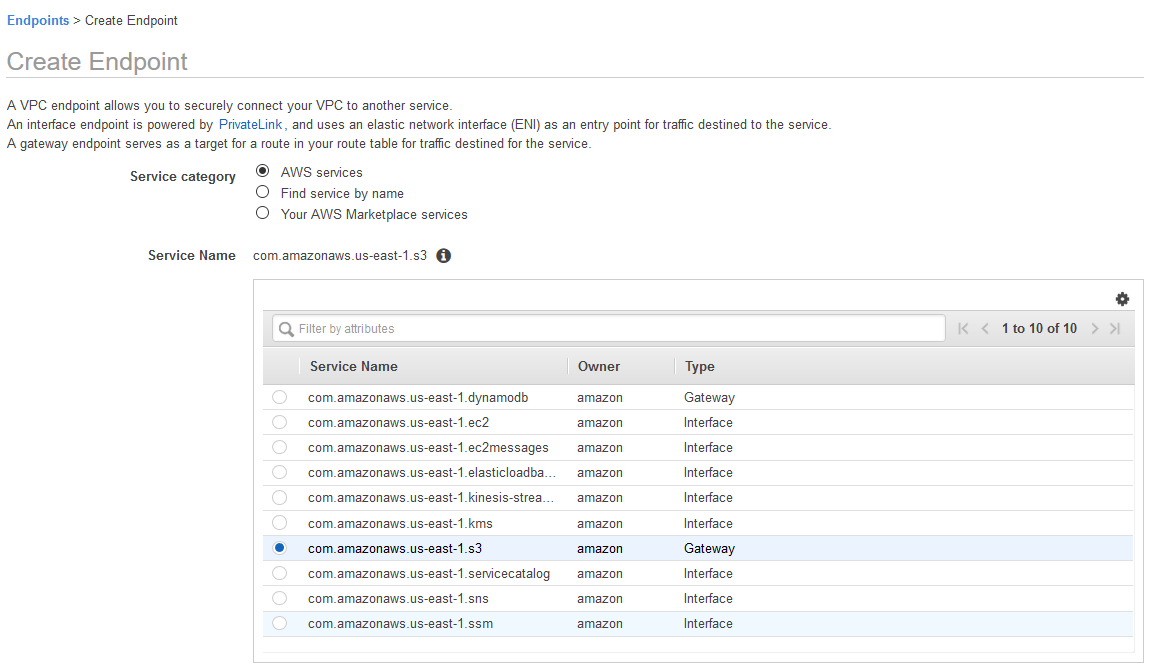 Endpoints > Create Endpoint
Create Endpoint
A VPC endpoint allows you to securely connect your VPC to another service.
An interface endpoint is powered by PrivateLink, and uses an elastic network interface (ENI) as an entry point for traffic destined to the service.
A gateway endpoint serves as a target for a route in your route table for traffic destined for the service.
Service category AWS services
Find service by name
Your AWS Marketplace services
Service Name com.amazonaws.us-east-1.s3
Filter by attributes 1 to 10 of 10
Service Name Owner Type
com.amazonaws.us-east-1.dynamodb amazon Gateway
com.amazonaws.us-east-1.ec2 amazon Interface
com.amazonaws.us-east-1.ec2messages amazon Interface
com.amazonaws.us-east-1.elasticloadba... amazon Interface
com.amazonaws.us-east-1.kinesis-strea... amazon Interface
com.amazonaws.us-east-1.kms amazon Interface
com.amazonaws.us-east-1.s3 amazon Gateway
com.amazonaws.us-east-1.servicecatalog amazon Interface
com.amazonaws.us-east-1.sns amazon Interface
com.amazonaws.us-east-1.ssm amazon Interface